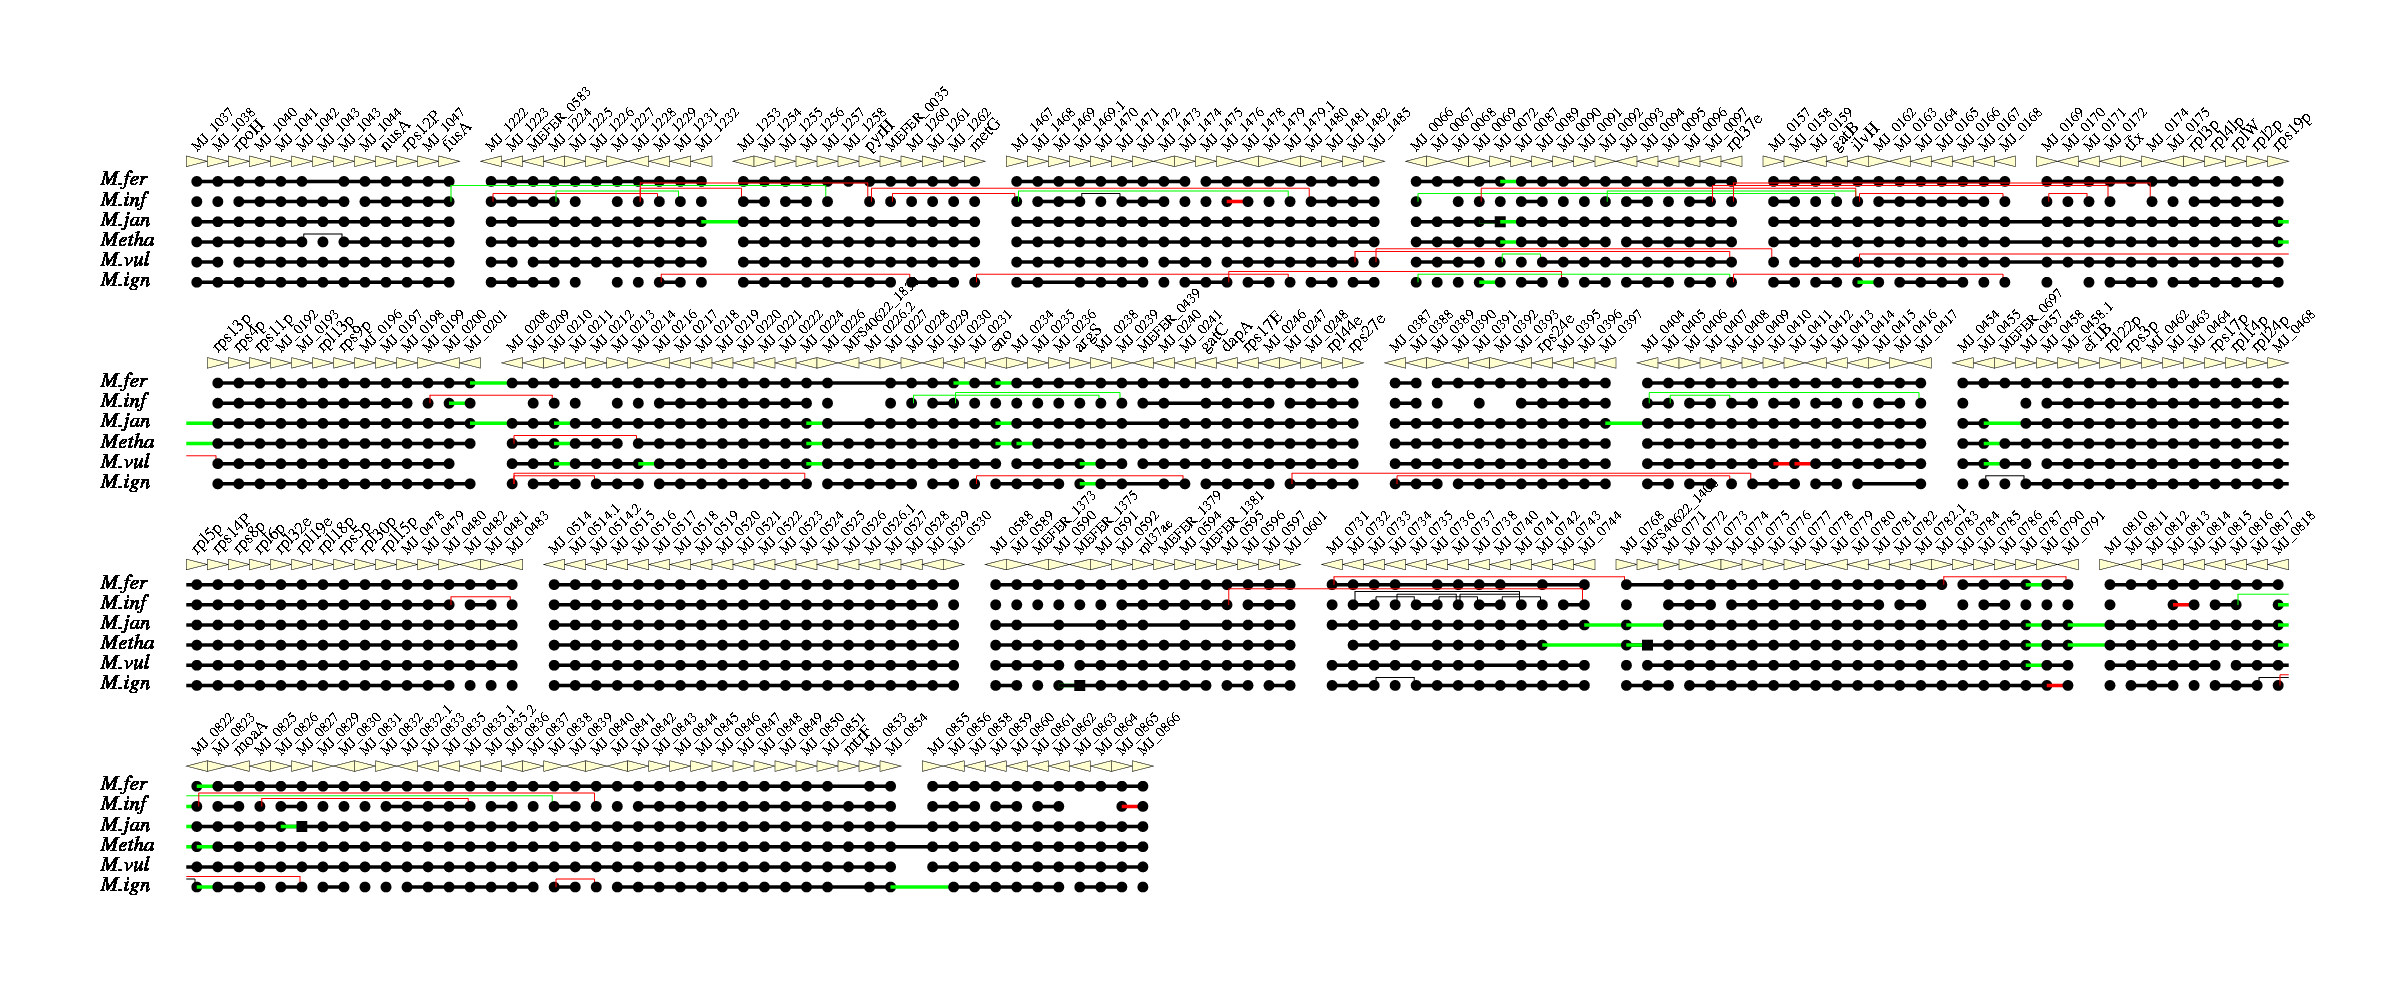 MJ_1037 MJ_1038 rpoH MJ_1040 MJ_1041 MJ_1042 MJ_1043 MJ_1044 nusA rps12P MJ_1047 fusA MJ_1222 MJ_1223 MEFER_0583 MJ_1224 MJ_1225 MJ_1226 MJ_1227 MJ_1228 MJ_1229 MJ_1231 MJ_1232 MJ_1253 MJ_1254 MJ_1255 MJ_1256 MJ_1257 MJ_1258 pyrH MEFER_0035 MJ_1260 MJ_1261 MJ_1262 metG MJ_1467 MJ_1468 MJ_1469 MJ_1469.1 MJ_1470 MJ_1471 MJ_1472 MJ_1473 MJ_1474 MJ_1475 MJ_1476 MJ_1478 MJ_1479 MJ_1479.1 MJ_1480 MJ_1481 MJ_1482 MJ_1485 MJ_0066 MJ_0067 MJ_0068 MJ_0069 MJ_0072 MJ_0087 MJ_0089 MJ_0090 MJ_0091 MJ_0092 MJ_0093 MJ_0094 MJ_0095 MJ_0096 MJ_0097 rpl37e MJ_0157 MJ_0158 MJ_0159 gatB ilvH MJ_0162 MJ_0163 MJ_0164 MJ_0165 MJ_0166 MJ_0167 MJ_0168 MJ_0169 MJ_0170 MJ_0171 MJ_0172 tfx MJ_0174 MJ_0175 rpl3p rpl4lp rplW rpl2p rps19p
M.fer
M.inf
M.jan
Metha
M.vul
M.ign
rps13p rps4p rps11p MJ_0192 MJ_0193 rpl13p rps9p MJ_0196 MJ_0197 MJ_0198 MJ_0199 MJ_0200 MJ_0201 MJ_0208 MJ_0209 MJ_0210 MJ_0211 MJ_0212 MJ_0213 MJ_0214 MJ_0216 MJ_0217 MJ_0218 MJ_0219 MJ_0220 MJ_0221 MJ_0222 MJ_0224 MJ_0226 MJ_0226.2 MJ_0227 MJ_0228 MJ_0229 MJ_0230 MJ_0231 eno MJ_0234 MJ_0235 MJ_0236 argS MJ_0238 MJ_0239 MEFER_0439 MJ_0240 MJ_0241 gatC dapA rps17E MJ_0246 MJ_0247 MJ_0248 rpl44e rps27e MJ_0387 MJ_0388 MJ_0389 MJ_0390 MJ_0391 MJ_0392 MJ_0393 rps24e MJ_0395 MJ_0396 MJ_0397 MJ_0404 MJ_0405 MJ_0406 MJ_0407 MJ_0408 MJ_0409 MJ_0410 MJ_0411 MJ_0412 MJ_0413 MJ_0414 MJ_0415 MJ_0416 MJ_0417 MJ_0454 MJ_0455 MEFER_0697 MJ_0457 MJ_0458 MJ_0458.1 ef1B rpl22p rps3p MJ_0462 MJ_0463 MJ_0464 rps17p rpl14p rpl24p MJ_0468
M.fer
M.inf
M.jan
Metha
M.vul
M.ign
rpl5p rps14P rps8p rpl6p rpl32e rpl19e rpl18p rps5p rpl30p rpl15p MJ_0478 MJ_0479 MJ_0480 MJ_0482 MJ_0481 MJ_0483 MJ_0514 MJ_0514.1 MJ_0514.2 MJ_0515 MJ_0516 MJ_0517 MJ_0518 MJ_0519 MJ_0520 MJ_0521 MJ_0522 MJ_0523 MJ_0524 MJ_0525 MJ_0526 MJ_0526.1 MJ_0527 MJ_0528 MJ_0529 MJ_0530 MJ_0588 MJ_0589 MEFER_1373 MJ_0590 MEFER_1375 MJ_0591 MJ_0592 rpl37ae MEFER_1379 MJ_0594 MEFER_1381 MJ_0595 MJ_0596 MJ_0597 MJ_0601 MJ_0731 MJ_0732 MJ_0733 MJ_0734 MJ_0735 MJ_0736 MJ_0737 MJ_0738 MJ_0740 MJ_0741 MJ_0742 MJ_0743 MJ_0744 MJ_0768 MJ_0771 MJ_0772 MJ_0773 MJ_0774 MJ_0775 MJ_0776 MJ_0777 MJ_0778 MJ_0779 MJ_0780 MJ_0781 MJ_0782 MJ_0782.1 MJ_0783 MJ_0784 MJ_0785 MJ_0786 MJ_0787 MJ_0790 MJ_0791 MJ_0810 MJ_0811 MJ_0812 MJ_0813 MJ_0814 MJ_0815 MJ_0816 MJ_0817 MJ_0818
M.fer
M.inf
M.jan
Metha
M.vul
M.ign
MJ_0822 MJ_0823 moaA MJ_0825 MJ_0826 MJ_0827 MJ_0829 MJ_0830 MJ_0831 MJ_0832 MJ_0832.1 MJ_0833 MJ_0835 MJ_0835.1 MJ_0835.2 MJ_0836 MJ_0837 MJ_0838 MJ_0839 MJ_0840 MJ_0841 MJ_0842 MJ_0843 MJ_0844 MJ_0845 MJ_0846 MJ_0847 MJ_0848 MJ_0849 MJ_0850 MJ_0851 mtrF MJ_0853 MJ_0854 MJ_0855 MJ_0856 MJ_0858 MJ_0859 MJ_0860 MJ_0861 MJ_0862 MJ_0863 MJ_0864 MJ_0865 MJ_0866
M.fer
M.inf
M.jan
Metha
M.vul
M.ign